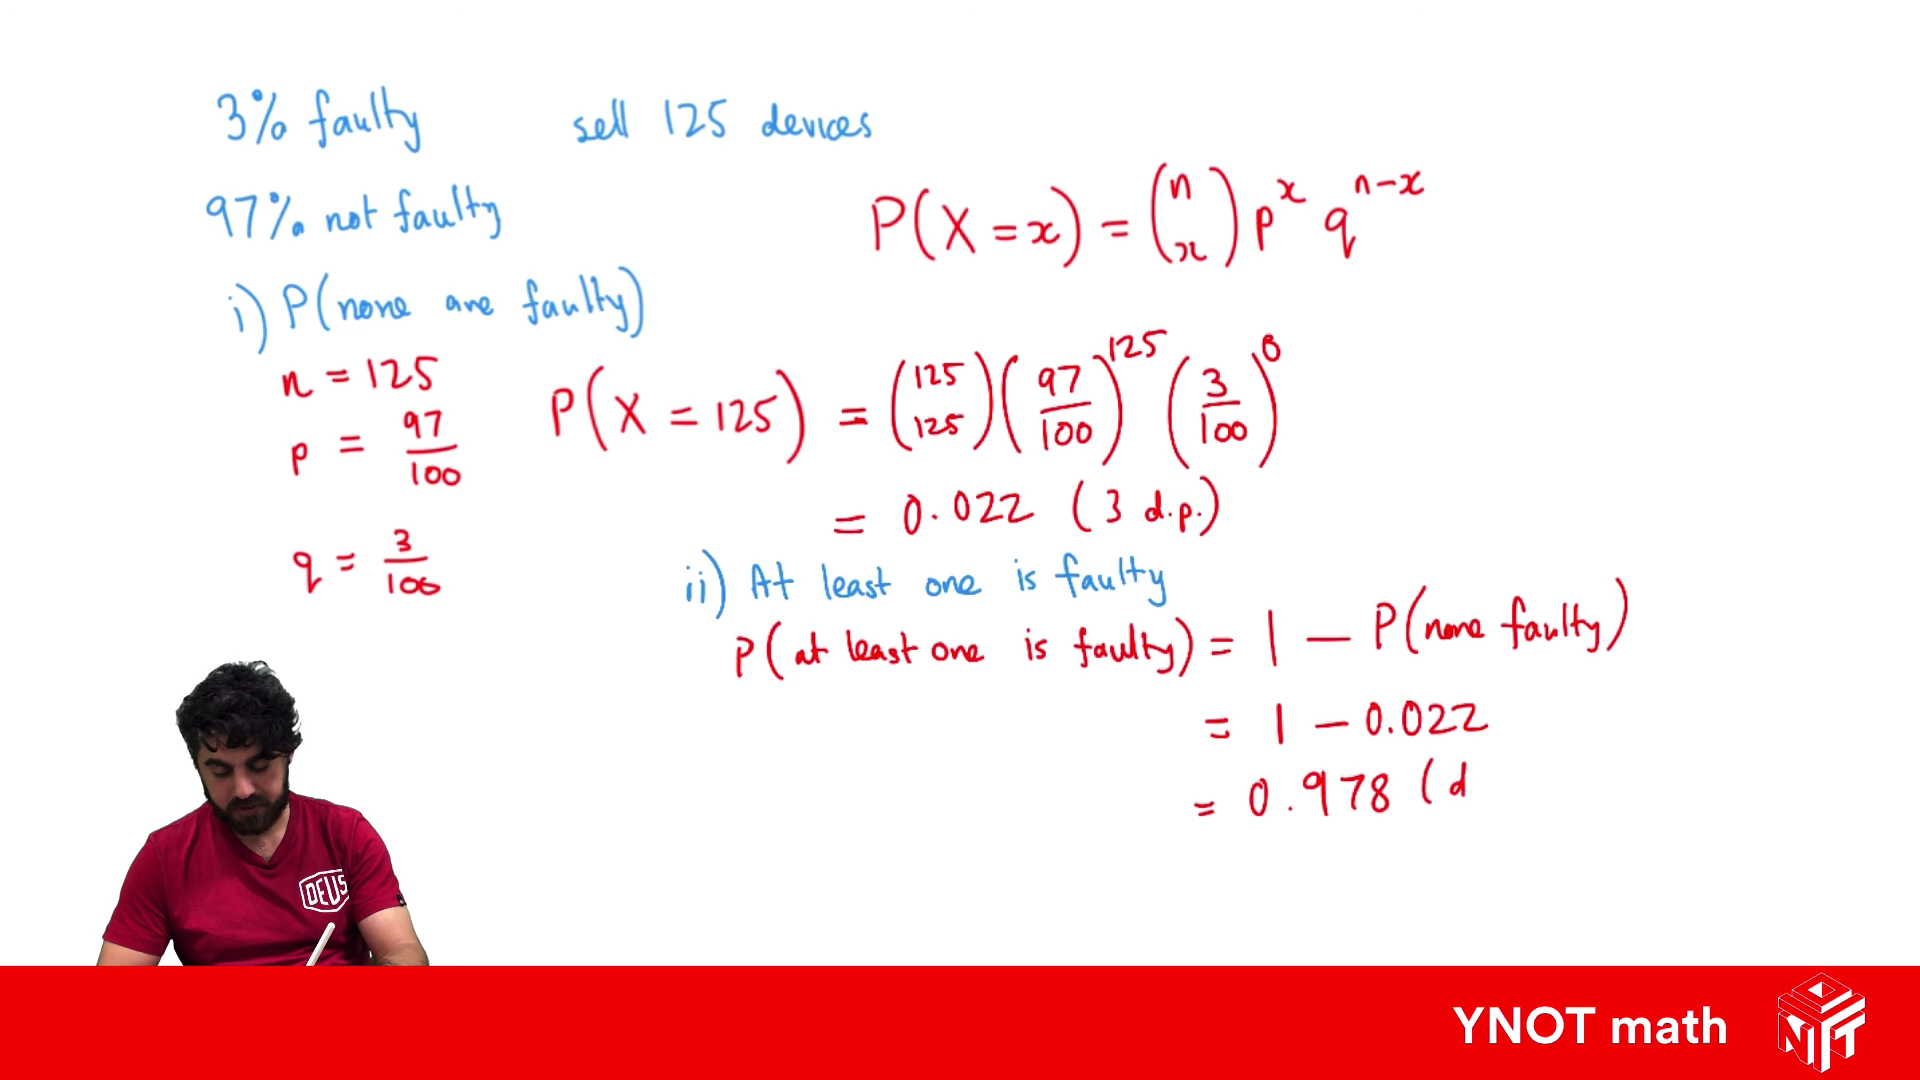 3% faulty sell 125 devices
97% not faulty
P(X = x) = (n x) p^x q^n-x
i) P(none are faulty)
n = 125
p = 97/100
q = 3/100
P(X = 125) = (125 125) (97/100)^125 (3/100)^0
= 0.022 (3 d.p.)
ii) At least one is faulty
P(at least one is faulty) = 1 - P(none faulty)
= 1 - 0.022
= 0.978 (d
DEUS
YNOT math
YNOT